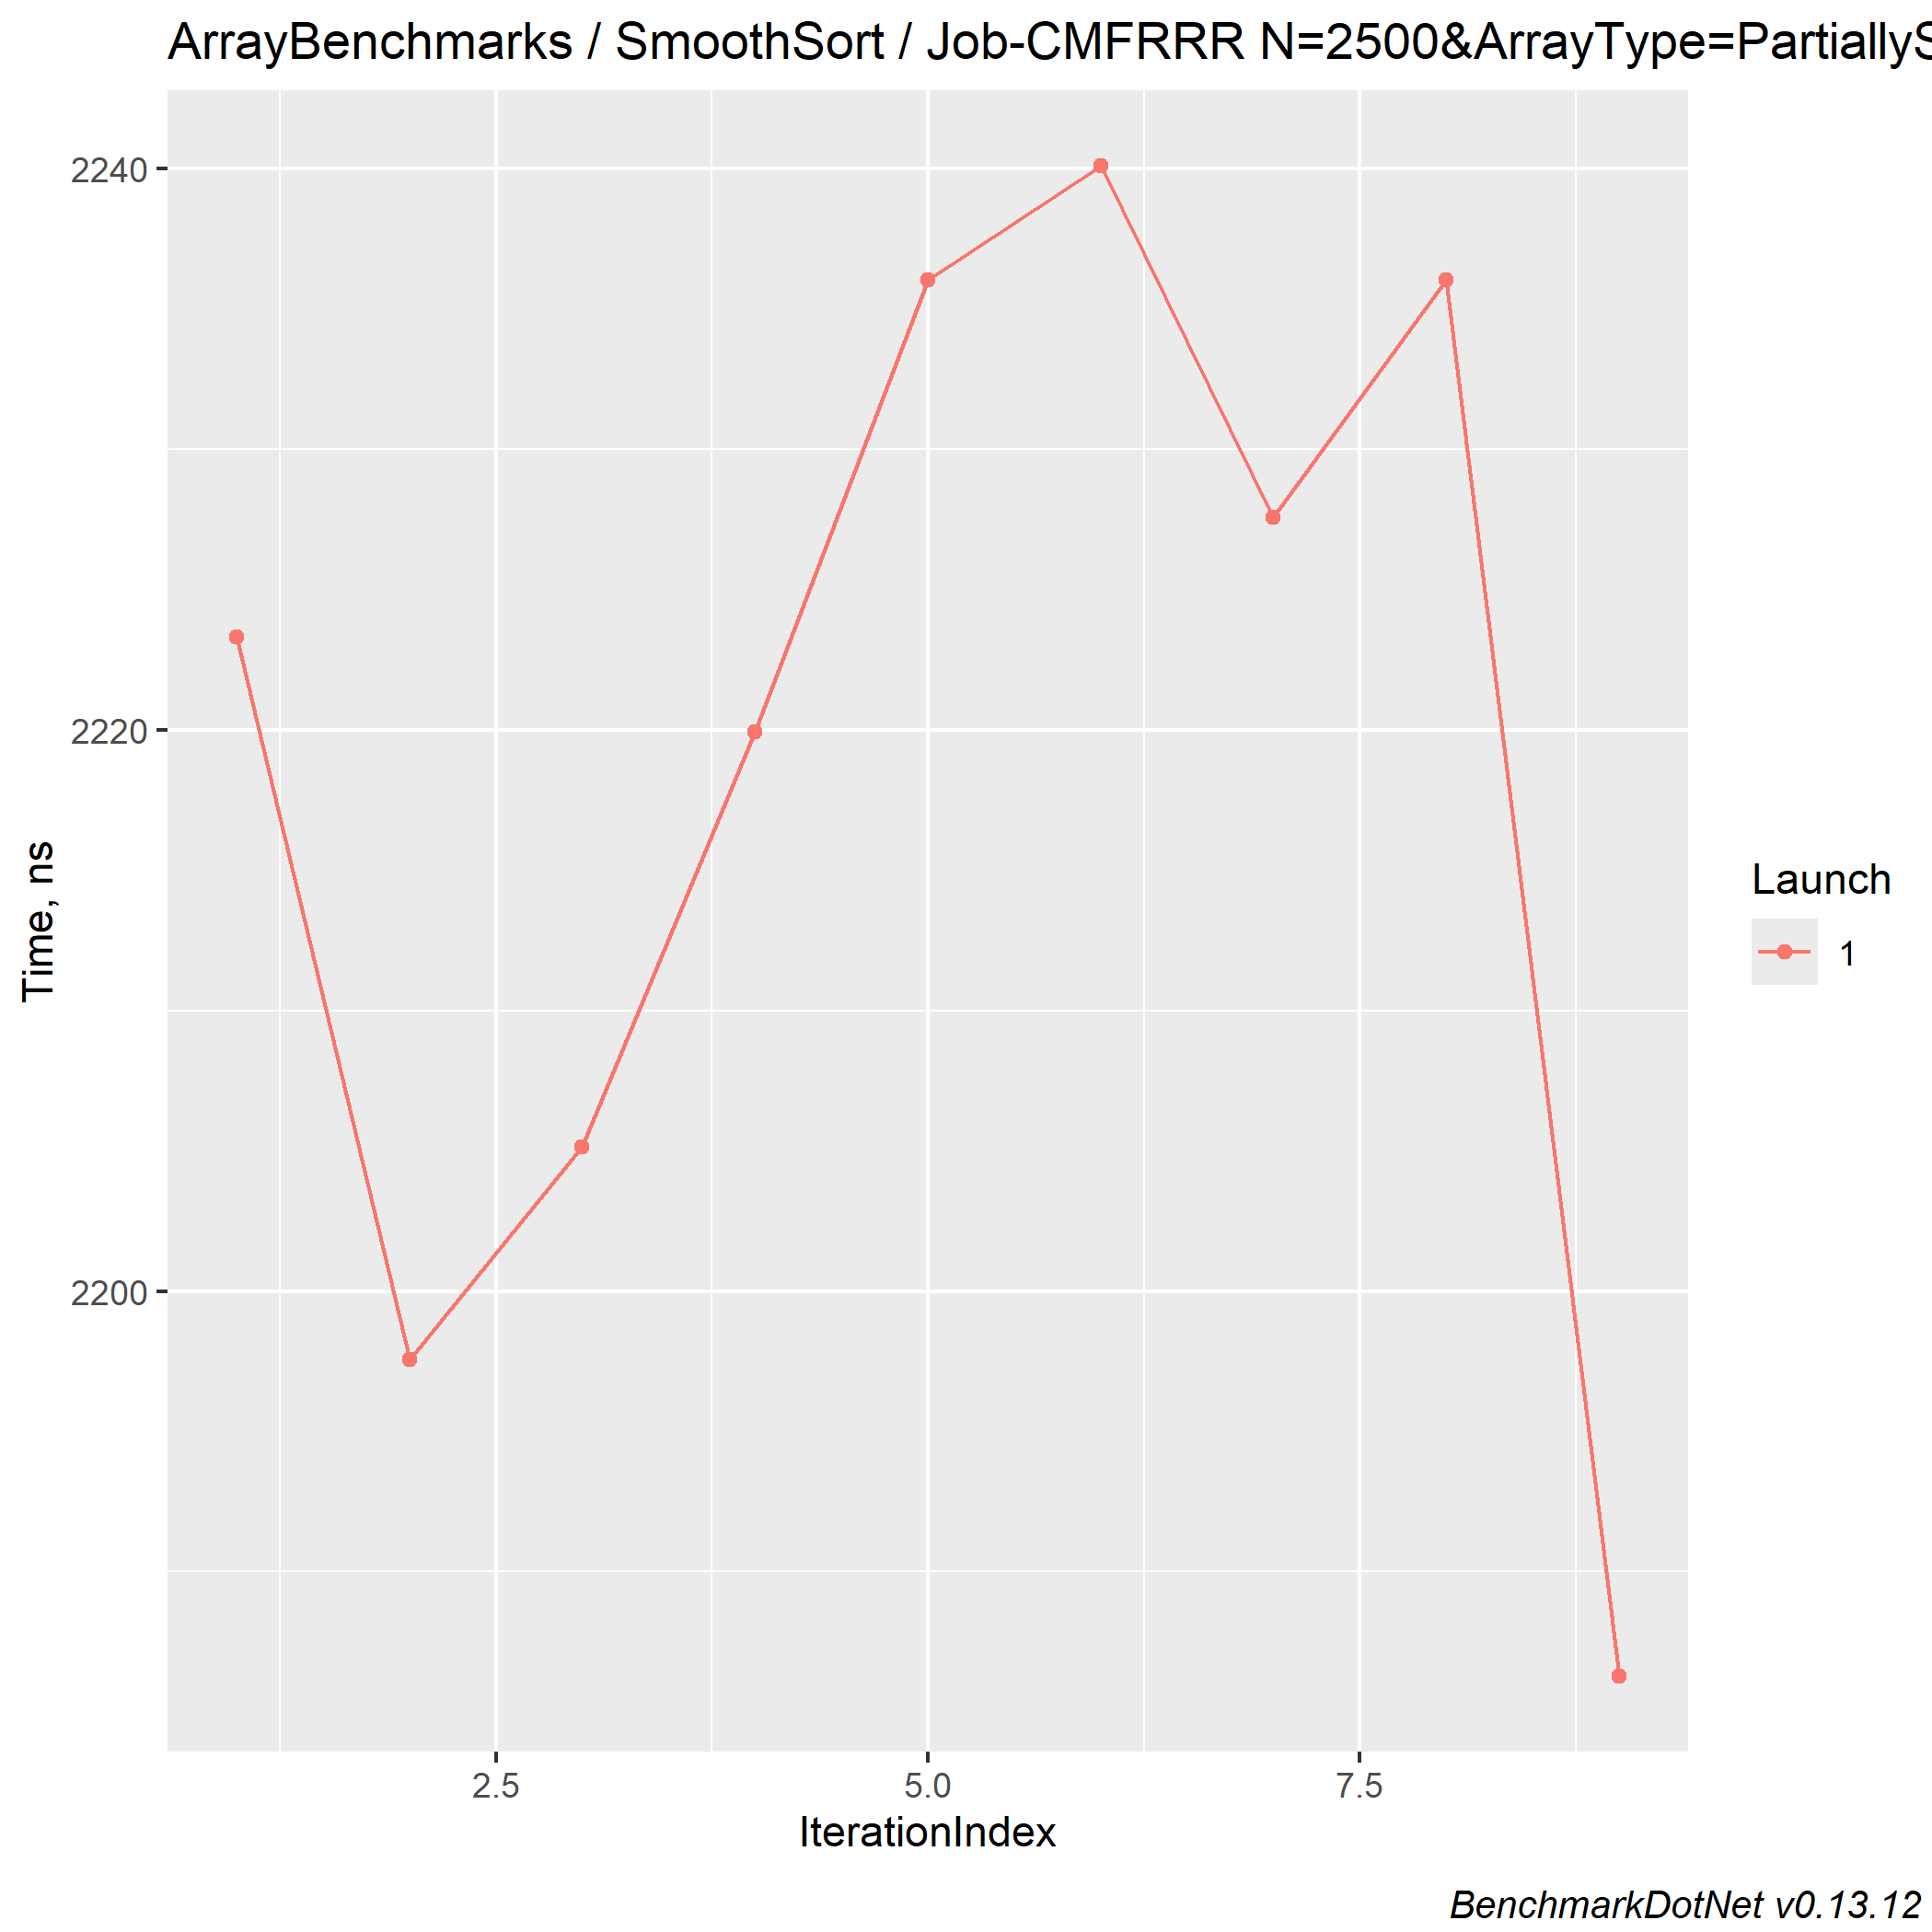 ArrayBenchmarks / SmoothSort / Job-CMFRRR N=2500&ArrayType=PartiallyS
2240
2220
2200
Time, ns
2.5 5.0 7.5
IterationIndex
Launch
1
BenchmarkDotNet v0.13.12